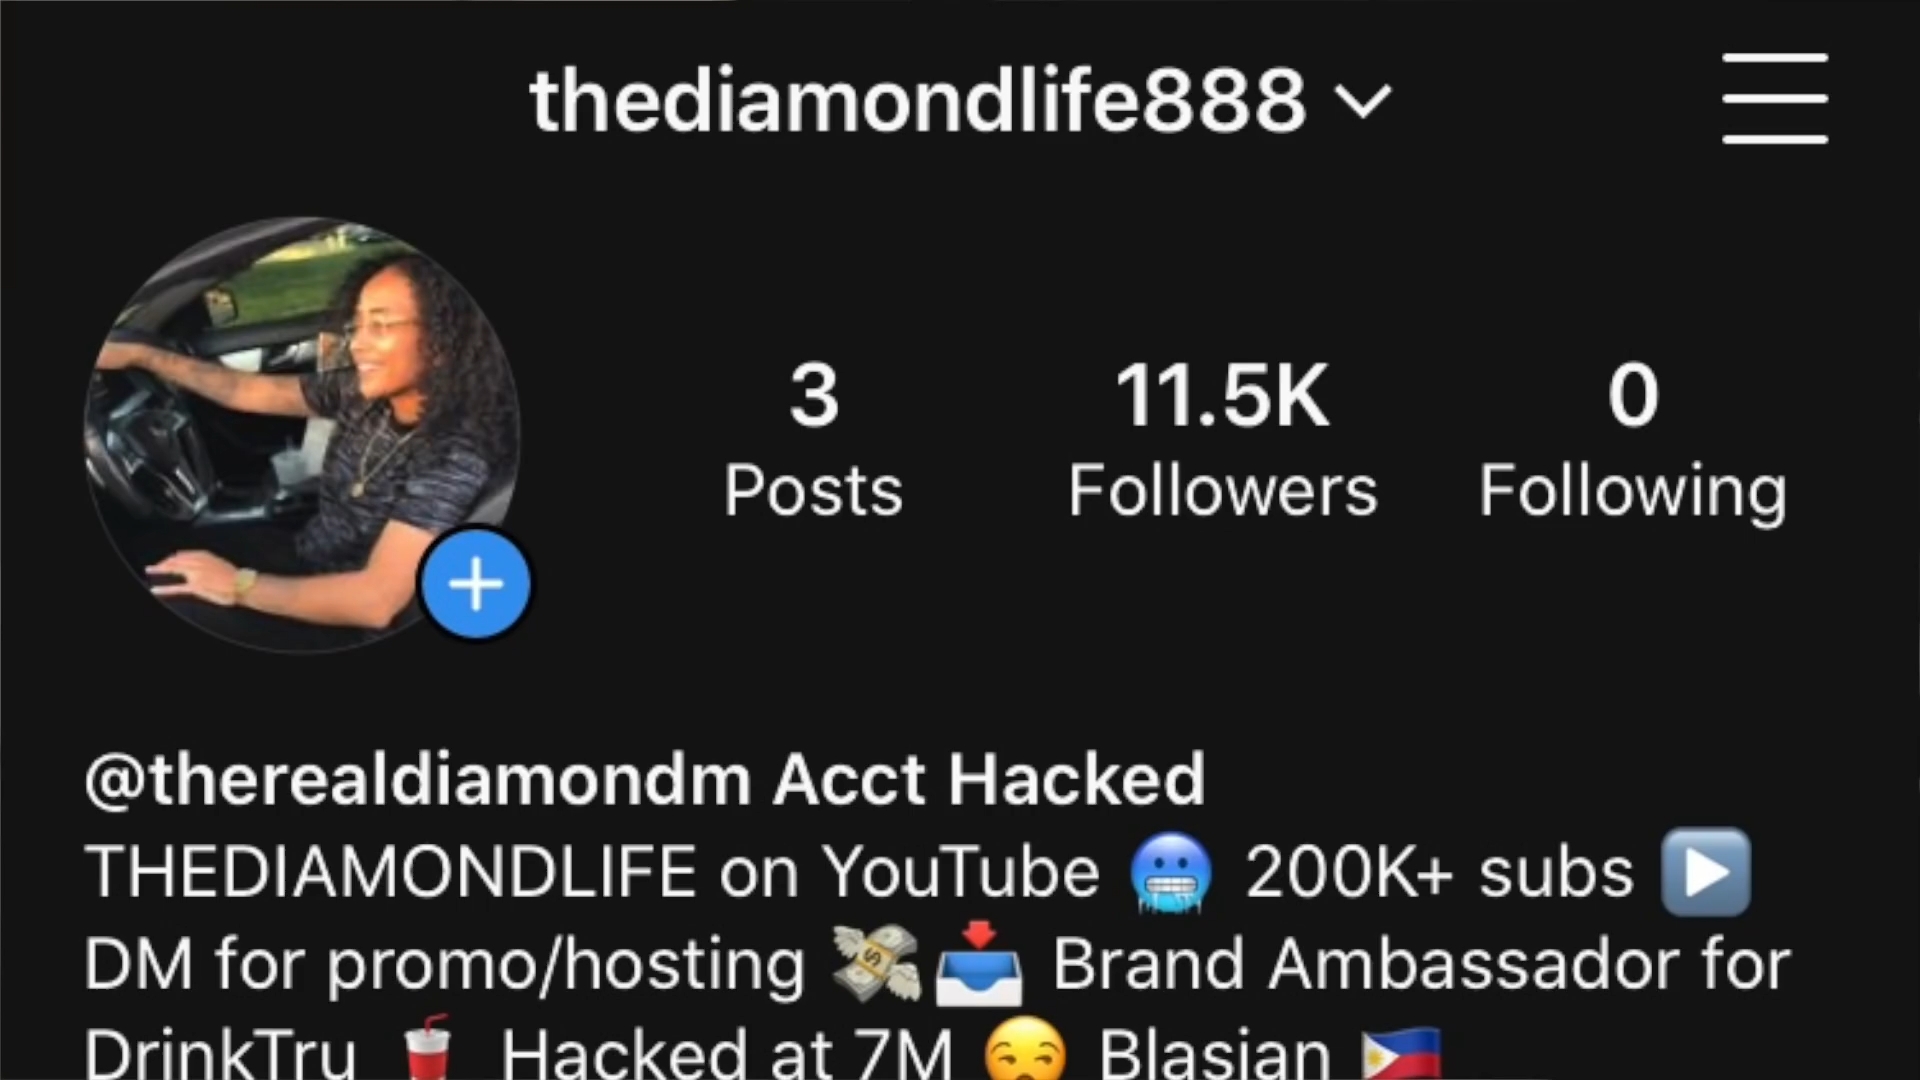 thediamondlife888
3 11.5K 0
Posts Followers Following
@therealdiamondm Acct Hacked
THEDIAMONDLIFE on YouTube 🥶 200K+ subs ▶️
DM for promo/hosting 💸📥 Brand Ambassador for
DrinkTru 🥤 Hacked at 7M 😒 Blasian 🇵🇭